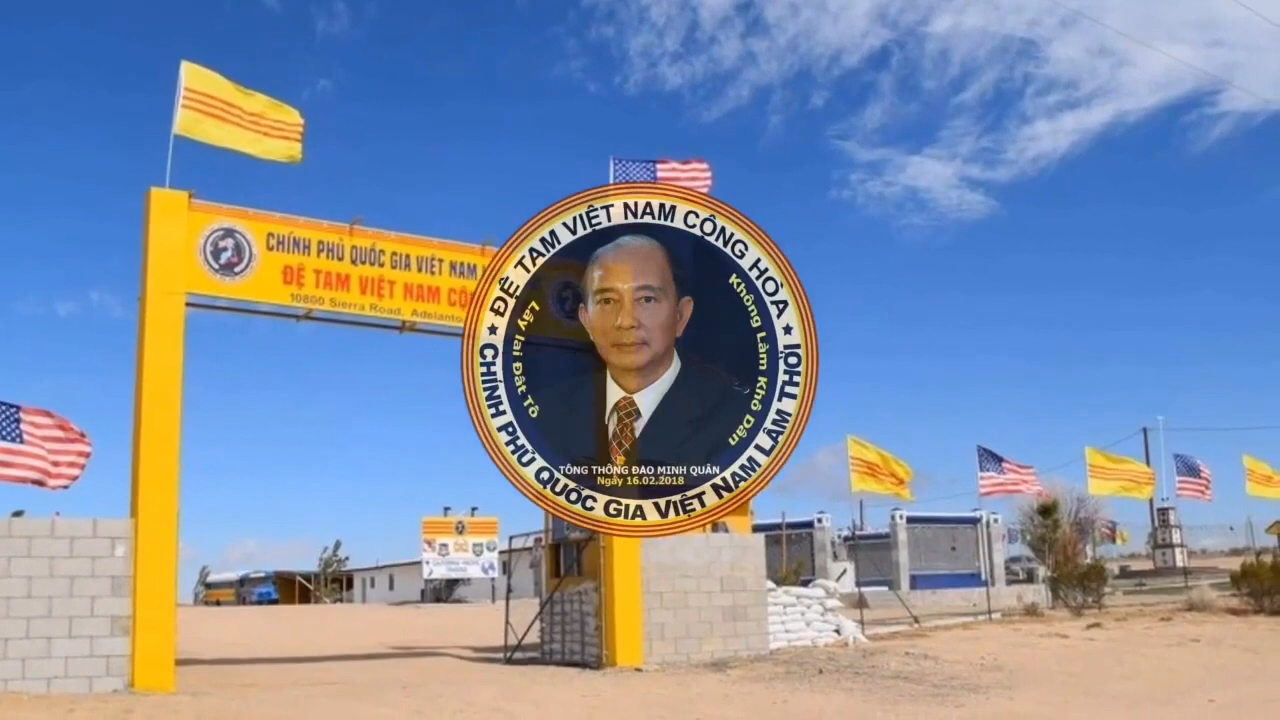 CHÍNH PHỦ QUỐC GIA VIỆT NAM
ĐỆ TAM VIỆT NAM
10800 Sierra Road, Adelanto
ĐỆ TAM VIỆT NAM CỘNG HÒA
CHÍNH PHỦ QUỐC GIA VIỆT NAM LÂM THỜI
Lấy lại Đất Tổ
Không Làm Khổ Dân
TỔNG THỐNG ĐÀO MINH QUÂN
Ngày 16.02.2018
CALIFORNIA PACIFIC